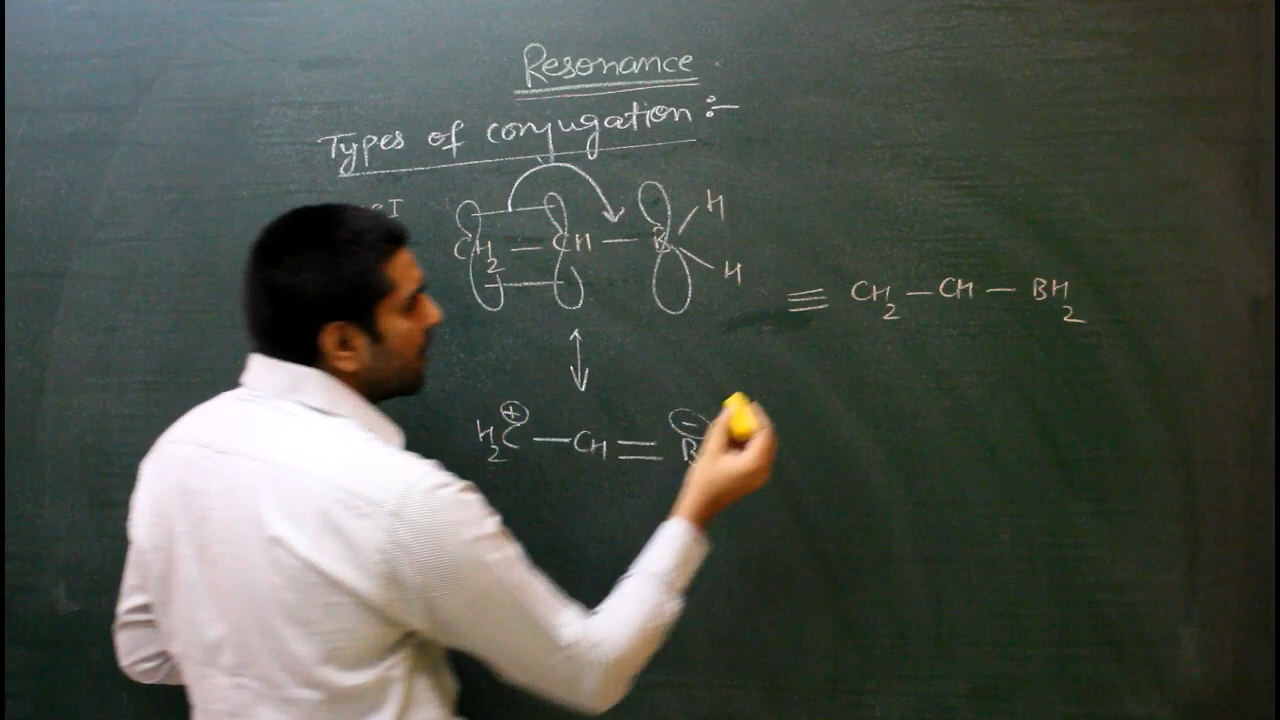 Resonance
Types of conjugation :-
I
CH2 — CH — B H H
≡ CH2 — CH — BH2
H2C⊕ — CH = B⊖